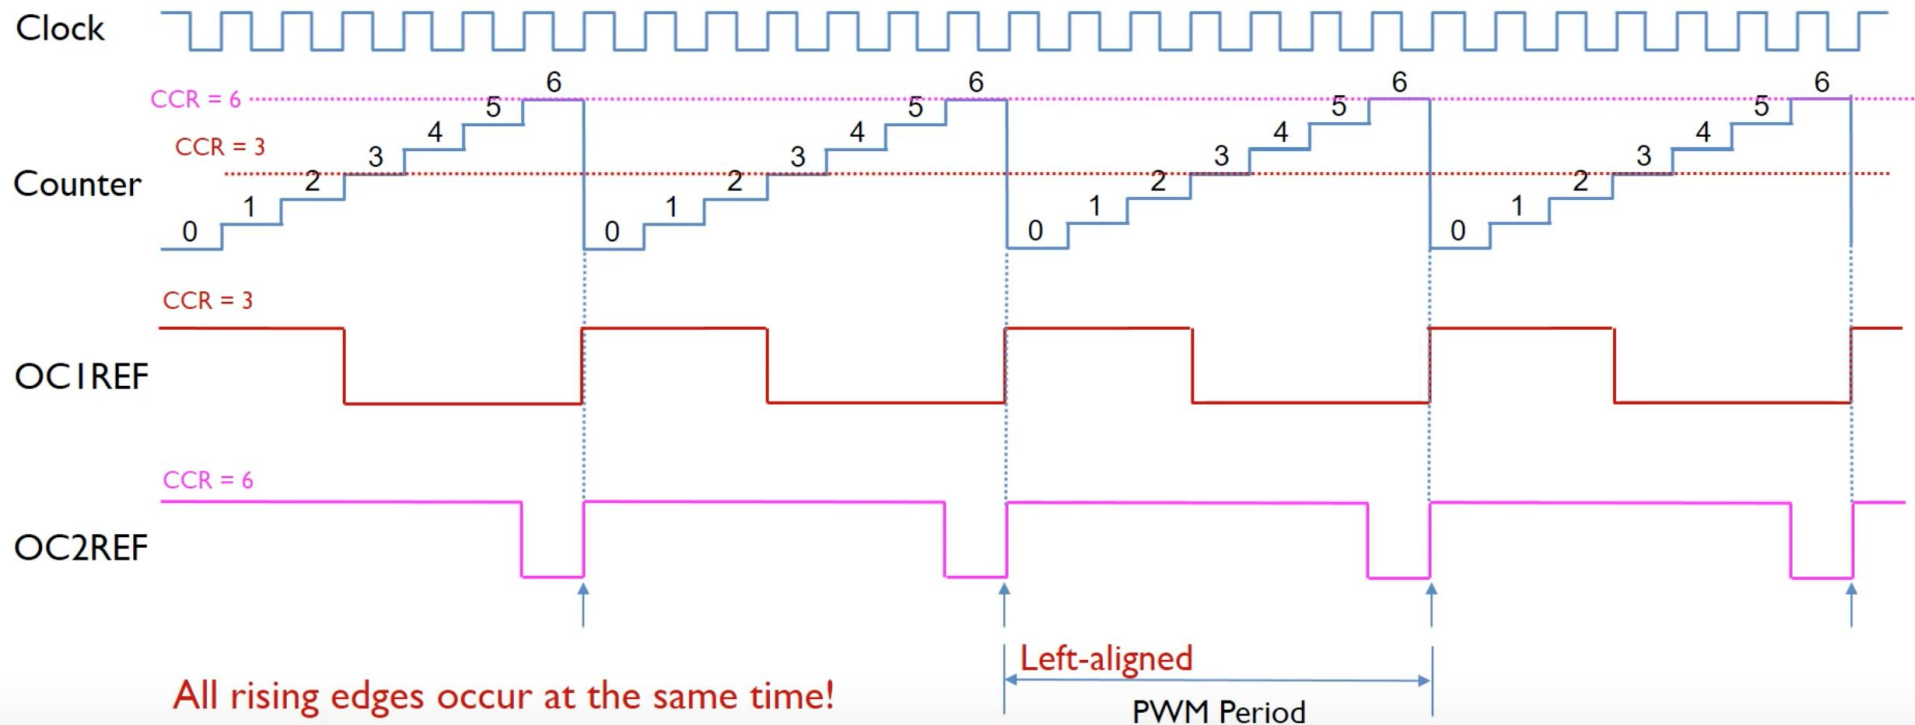 Clock
CCR = 6
6 6 6 6
5 5 5 5
4 4 4 4
CCR = 3
3 3 3 3
Counter
2 2 2 2
1 1 1 1
0 0 0 0
CCR = 3
OC1REF
CCR = 6
OC2REF
Left-aligned
All rising edges occur at the same time!
PWM Period